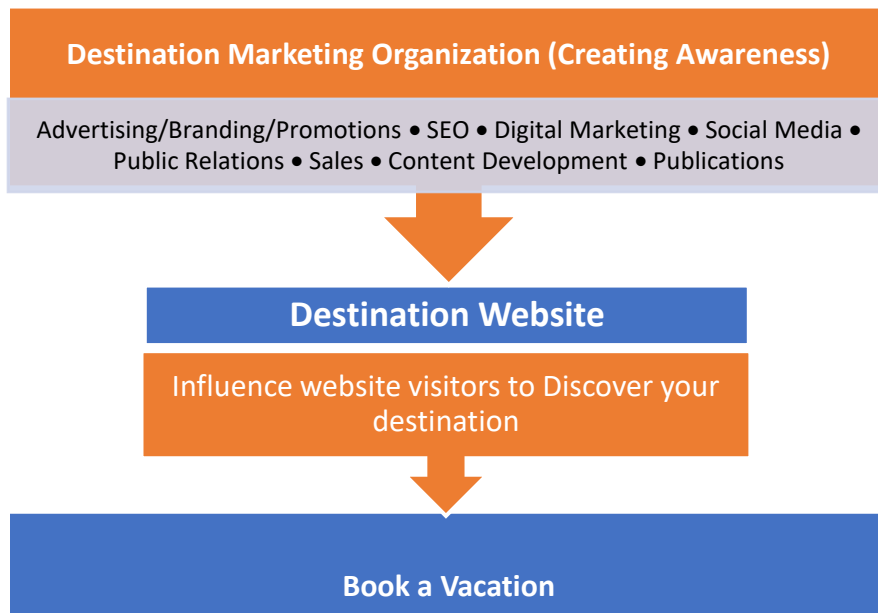 Destination Marketing Organization (Creating Awareness)
Advertising/Branding/Promotions ● SEO ● Digital Marketing ● Social Media ●
Public Relations ● Sales ● Content Development ● Publications
Destination Website
Influence website visitors to Discover your
destination
Book a Vacation